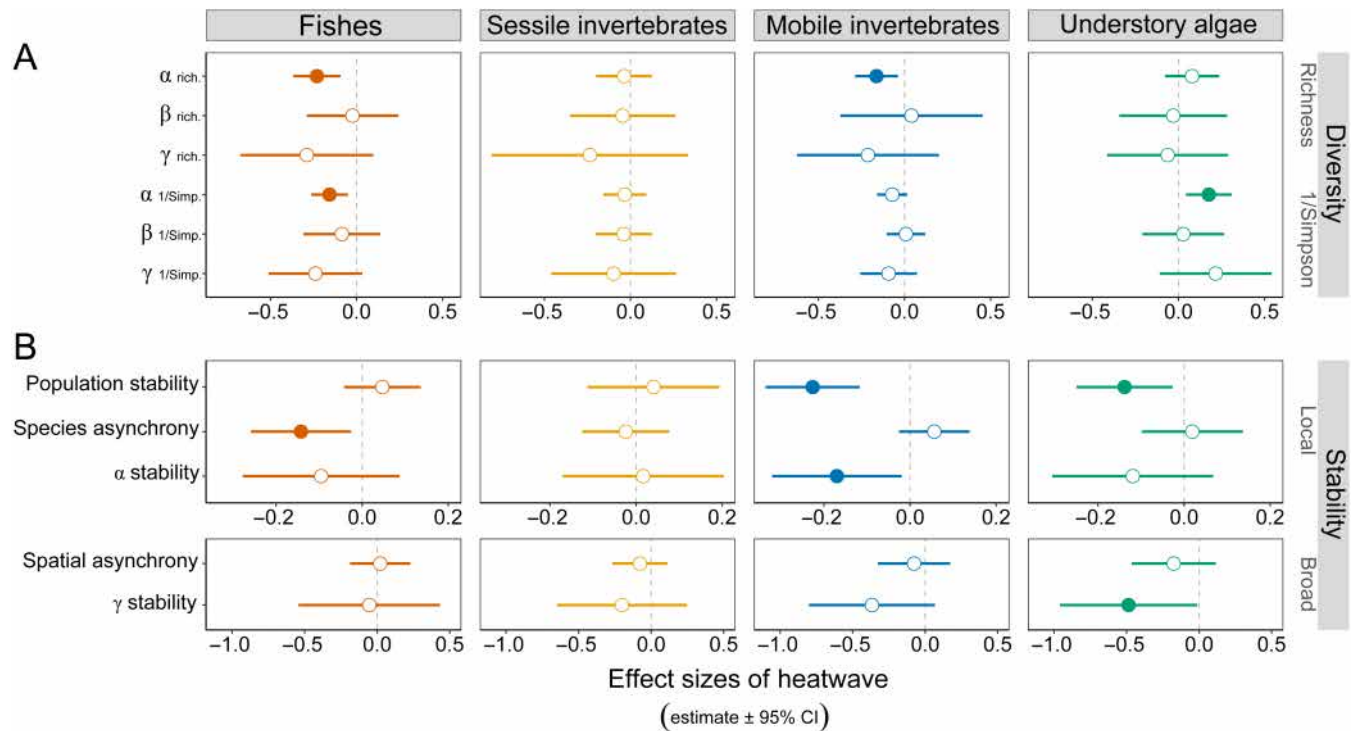 Fishes
Sessile invertebrates
Mobile invertebrates
Understory algae
A
α rich.
β rich.
γ rich.
α 1/Simp.
β 1/Simp.
γ 1/Simp.
Richness
1/Simpson
Diversity
−0.5 0.0 0.5
−0.5 0.0 0.5
−0.5 0.0 0.5
−0.5 0.0 0.5
B
Population stability
Species asynchrony
α stability
Local
Stability
−0.2 0.0 0.2
−0.2 0.0 0.2
−0.2 0.0 0.2
−0.2 0.0 0.2
Spatial asynchrony
γ stability
Broad
−1.0 −0.5 0.0 0.5
−1.0 −0.5 0.0 0.5
−1.0 −0.5 0.0 0.5
−1.0 −0.5 0.0 0.5
Effect sizes of heatwave
(estimate ± 95% CI)